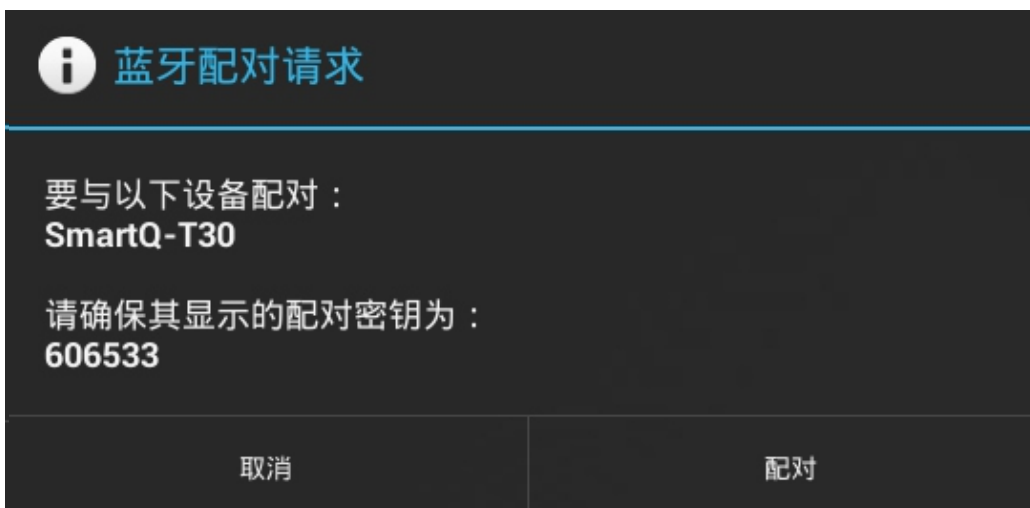 蓝牙配对请求
要与以下设备配对：
SmartQ-T30
请确保其显示的配对密钥为：
606533
取消
配对